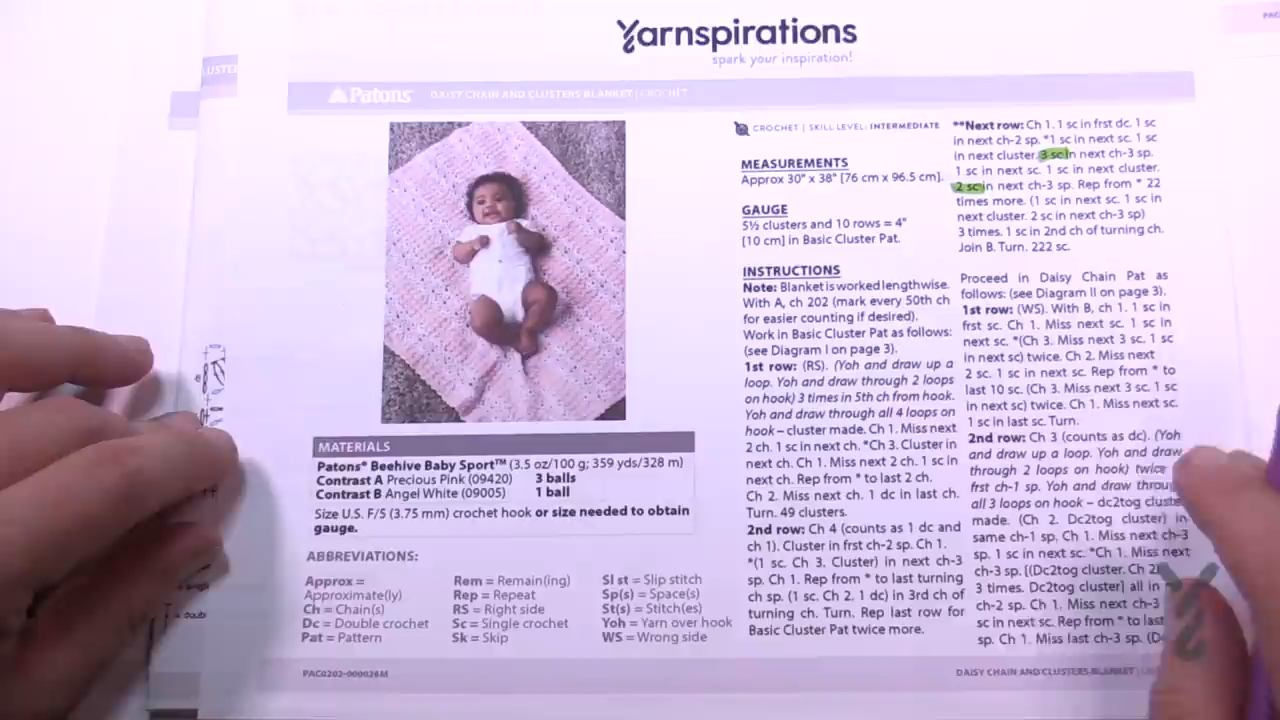 Yarnspirations
spark your inspiration!
Patons DAISY CHAIN AND CLUSTERS BLANKET | CROCHET
MATERIALS
Patons® Beehive Baby Sport™ (3.5 oz/100 g; 359 yds/328 m)
Contrast A Precious Pink (09420) 3 balls
Contrast B Angel White (09005) 1 ball
Size U.S. F/5 (3.75 mm) crochet hook or size needed to obtain
gauge.
ABBREVIATIONS:
Approx =
Approximate(ly)
Ch = Chain(s)
Dc = Double crochet
Pat = Pattern
Rem = Remain(ing)
Rep = Repeat
RS = Right side
Sc = Single crochet
Sk = Skip
Sl st = Slip stitch
Sp(s) = Space(s)
St(s) = Stitch(es)
Yoh = Yarn over hook
WS = Wrong side
CROCHET | SKILL LEVEL: INTERMEDIATE
MEASUREMENTS
Approx 30" x 38" [76 cm x 96.5 cm].
GAUGE
5½ clusters and 10 rows = 4"
[10 cm] in Basic Cluster Pat.
INSTRUCTIONS
Note: Blanket is worked lengthwise.
With A, ch 202 (mark every 50th ch
for easier counting if desired).
Work in Basic Cluster Pat as follows:
(see Diagram I on page 3).
1st row: (RS). (Yoh and draw up a
loop. Yoh and draw through 2 loops
on hook) 3 times in 5th ch from hook.
Yoh and draw through all 4 loops on
hook – cluster made. Ch 1. Miss next
2 ch. 1 sc in next ch. *Ch 3. Cluster in
next ch. Ch 1. Miss next 2 ch. 1 sc in
next ch. Rep from * to last 2 ch.
Ch 2. Miss next ch. 1 dc in last ch.
Turn. 49 clusters.
2nd row: Ch 4 (counts as 1 dc and
ch 1). Cluster in frst ch-2 sp. Ch 1.
*(1 sc. Ch 3. Cluster) in next ch-3
sp. Ch 1. Rep from * to last turning
ch sp. (1 sc. Ch 2. 1 dc) in 3rd ch of
turning ch. Turn. Rep last row for
Basic Cluster Pat twice more.
**Next row: Ch 1. 1 sc in frst dc. 1 sc
in next ch-2 sp. *1 sc in next sc. 1 sc
in next cluster. 3 sc in next ch-3 sp.
1 sc in next sc. 1 sc in next cluster.
2 sc in next ch-3 sp. Rep from * 22
times more. (1 sc in next sc. 1 sc in
next cluster. 2 sc in next ch-3 sp)
3 times. 1 sc in 2nd ch of turning ch.
Join B. Turn. 222 sc.
Proceed in Daisy Chain Pat as
follows: (see Diagram II on page 3).
1st row: (WS). With B, ch 1. 1 sc in
frst sc. Ch 1. Miss next sc. 1 sc in
next sc. *(Ch 3. Miss next 3 sc. 1 sc
in next sc) twice. Ch 2. Miss next
2 sc. 1 sc in next sc. Rep from * to
last 10 sc. (Ch 3. Miss next 3 sc. 1 sc
in next sc) twice. Ch 1. Miss next sc.
1 sc in last sc. Turn.
2nd row: Ch 3 (counts as dc). (Yoh
and draw up a loop. Yoh and draw
through 2 loops on hook) twice
frst ch-1 sp. Yoh and draw
all 3 loops on hook – dc2tog
made. (Ch 2. Dc2tog cluster) in
same ch-1 sp. Ch 1. Miss next ch-3
sp. 1 sc in next sc. *Ch 1. Miss next
ch-3 sp. [(Dc2tog cluster. Ch 2)
3 times. Dc2tog cluster] all in
ch-2 sp. Ch 1. Miss next ch-3
in next sc. Rep from * to last
sp. Ch 1. Miss last ch-3 sp.
PAC0202-000026M
DAISY CHAIN AND CLUSTERS BLANKET |